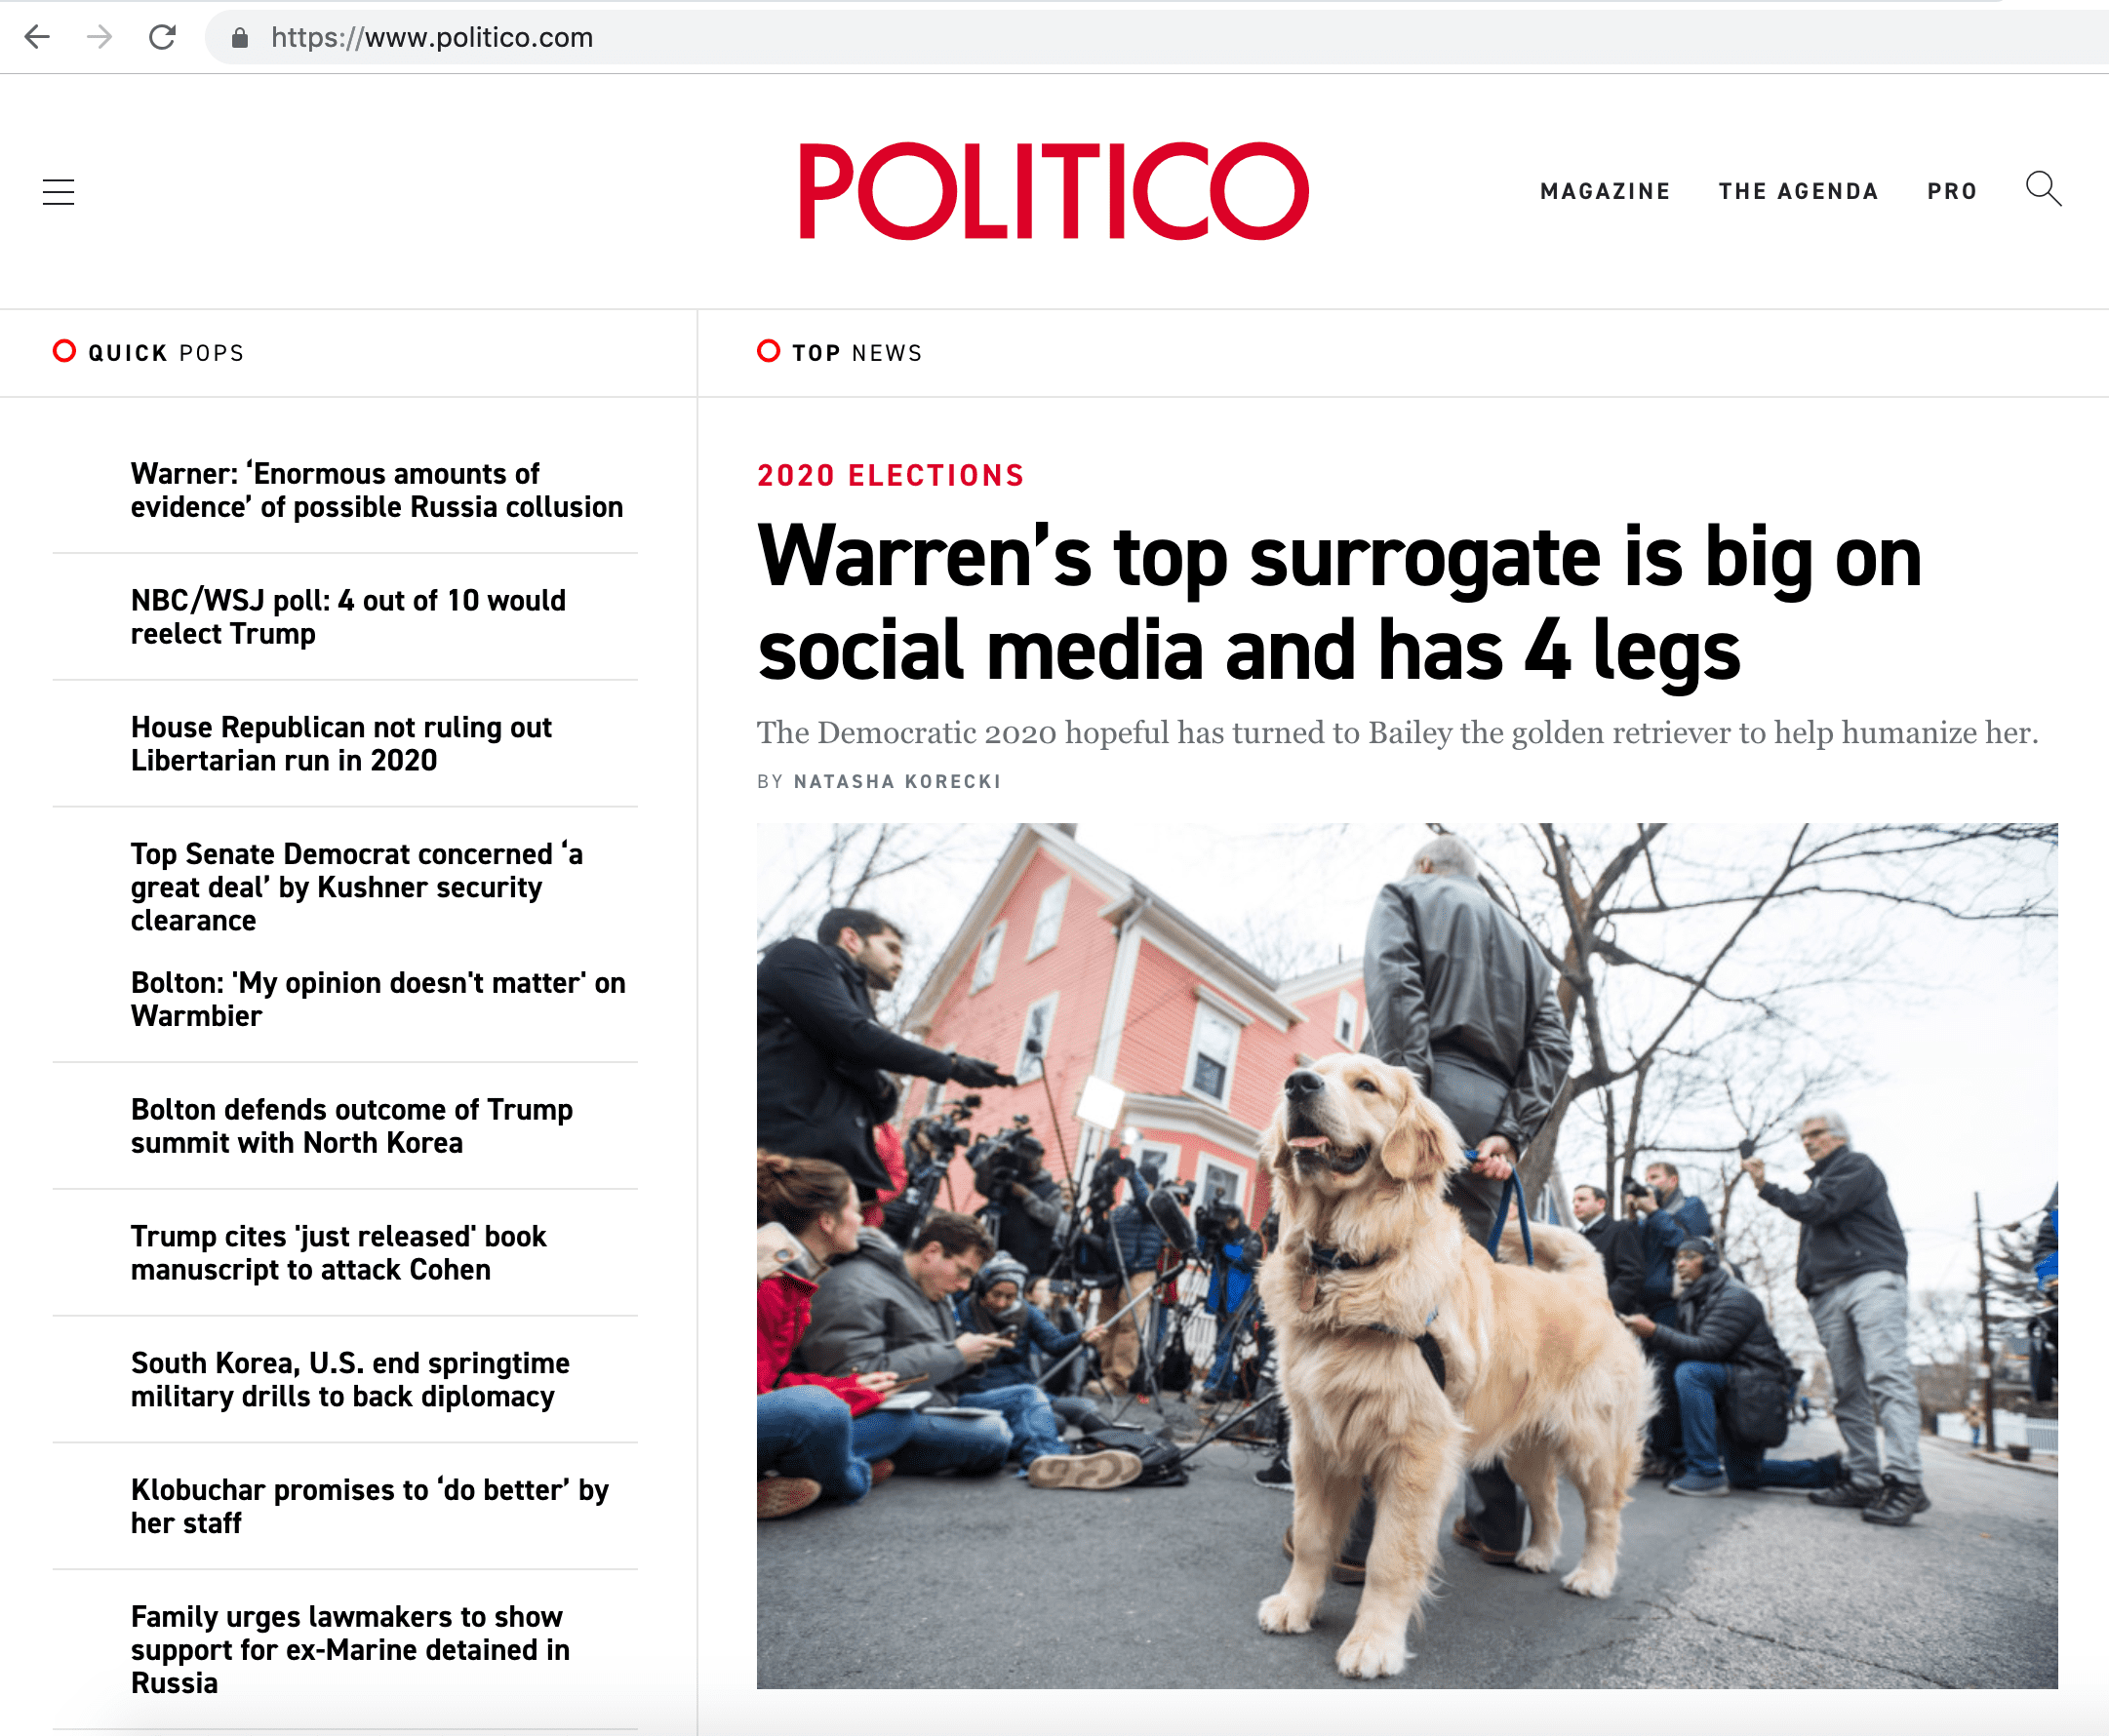 https://www.politico.com
POLITICO
MAGAZINE
THE AGENDA
PRO
QUICK POPS
Warner: ‘Enormous amounts of
evidence’ of possible Russia collusion
NBC/WSJ poll: 4 out of 10 would
reelect Trump
House Republican not ruling out
Libertarian run in 2020
Top Senate Democrat concerned ‘a
great deal’ by Kushner security
clearance
Bolton: 'My opinion doesn't matter' on
Warmbier
Bolton defends outcome of Trump
summit with North Korea
Trump cites 'just released' book
manuscript to attack Cohen
South Korea, U.S. end springtime
military drills to back diplomacy
Klobuchar promises to ‘do better’ by
her staff
Family urges lawmakers to show
support for ex-Marine detained in
Russia
TOP NEWS
2020 ELECTIONS
Warren’s top surrogate is big on
social media and has 4 legs
The Democratic 2020 hopeful has turned to Bailey the golden retriever to help humanize her.
BY NATASHA KORECKI